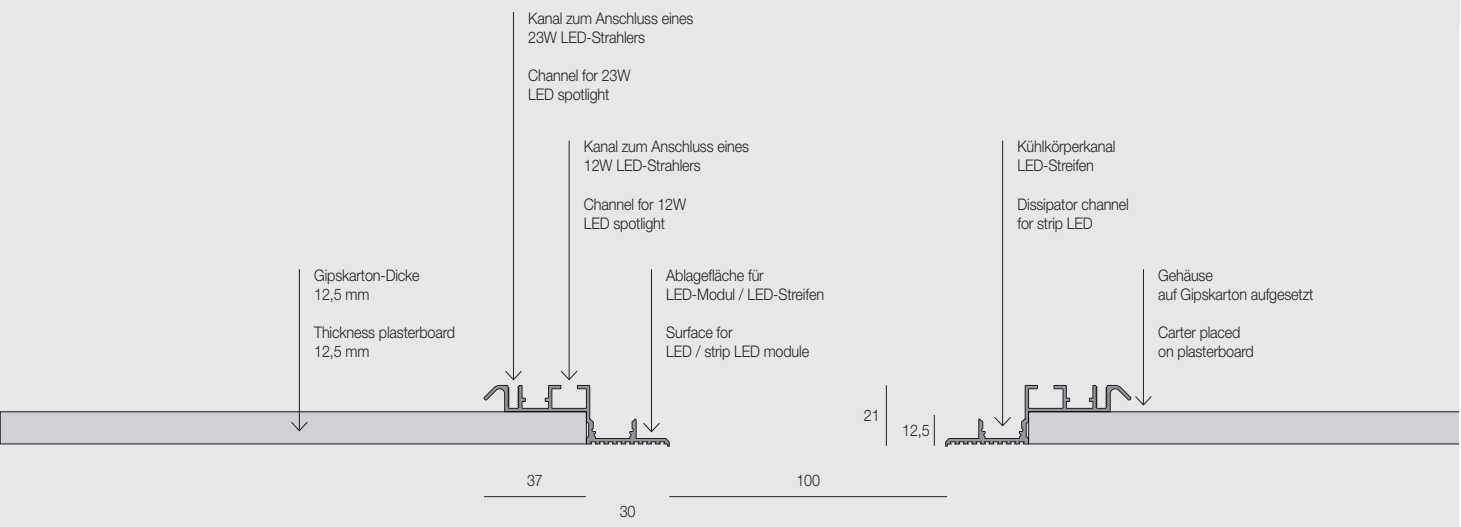 Kanal zum Anschluss eines
23W LED-Strahlers
Channel for 23W
LED spotlight
Kanal zum Anschluss eines
12W LED-Strahlers
Channel for 12W
LED spotlight
Kühlkörperkanal
LED-Streifen
Dissipator channel
for strip LED
Gipskarton-Dicke
12,5 mm
Thickness plasterboard
12,5 mm
Ablagefläche für
LED-Modul / LED-Streifen
Surface for
LED / strip LED module
Gehäuse
auf Gipskarton aufgesetzt
Carter placed
on plasterboard
21
12,5
37
100
30